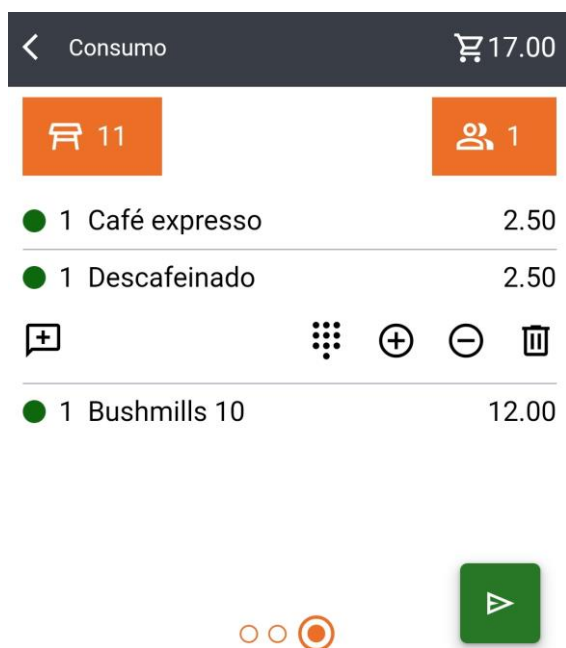 Consumo 17.00
11 1
1 Café expresso 2.50
1 Descafeinado 2.50
1 Bushmills 10 12.00